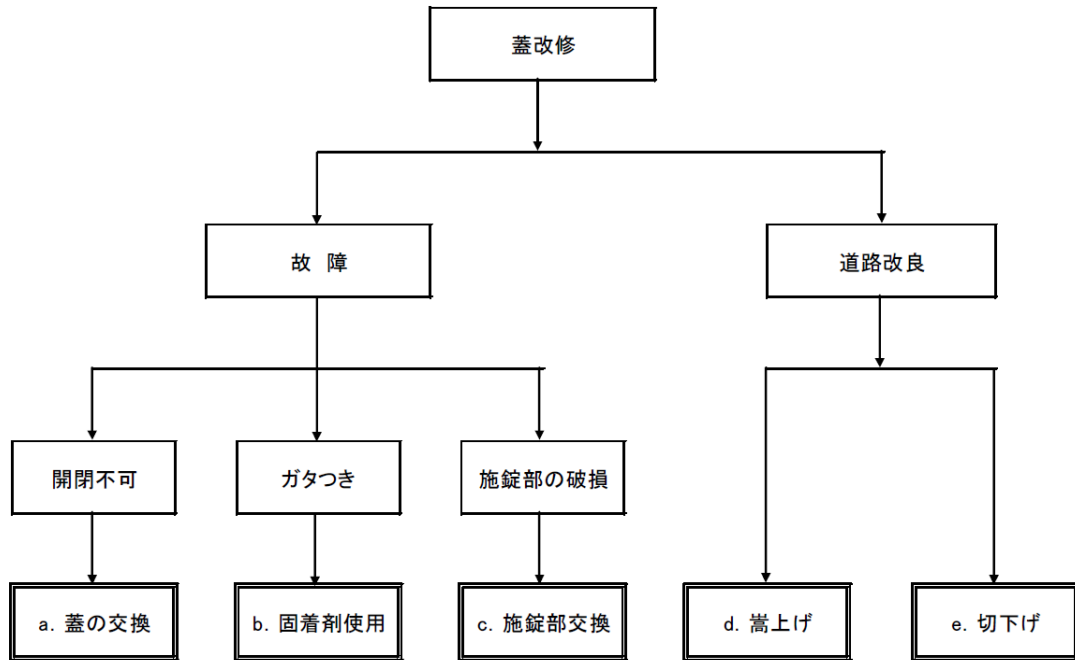 蓋改修
故 障
道路改良
開閉不可
ガタつき
施錠部の破損
a. 蓋の交換
b. 固着剤使用
c. 施錠部交換
d. 嵩上げ
e. 切下げ